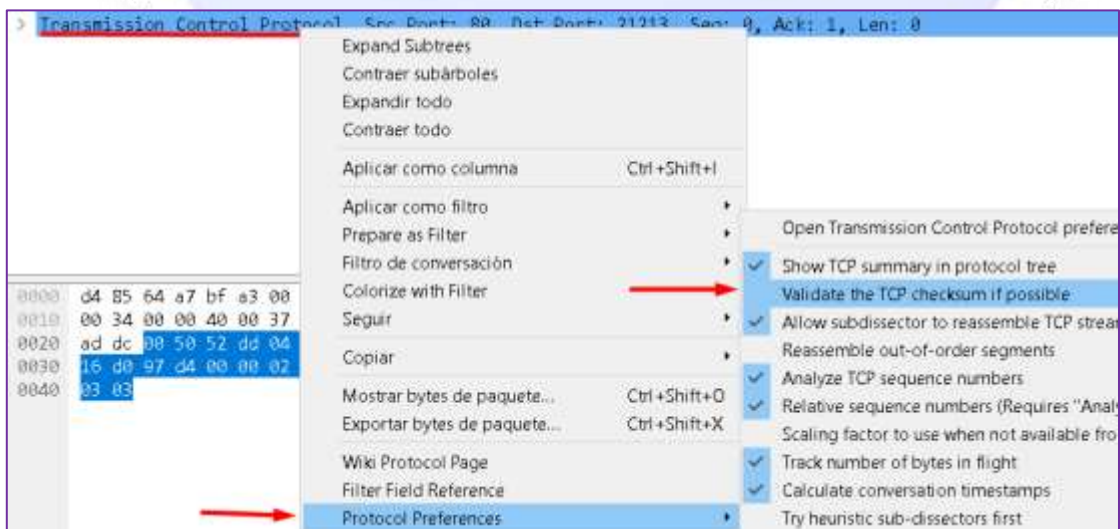 > Transmission Control Protocol, Src Port: 80, Dst Port: 21213, Seq: 0, Ack: 1, Len: 0
Expand Subtrees
Contraer subárboles
Expandir todo
Contraer todo
Aplicar como columna Ctrl+Shift+I
Aplicar como filtro
Prepare as Filter
Filtro de conversación
Colorize with Filter
Seguir
Copiar
Mostrar bytes de paquete... Ctrl+Shift+O
Exportar bytes de paquete... Ctrl+Shift+X
Wiki Protocol Page
Filter Field Reference
Protocol Preferences
Open Transmission Control Protocol prefere
Show TCP summary in protocol tree
Validate the TCP checksum if possible
Allow subdissector to reassemble TCP strear
Reassemble out-of-order segments
Analyze TCP sequence numbers
Relative sequence numbers (Requires "Analy
Scaling factor to use when not available fro
Track number of bytes in flight
Calculate conversation timestamps
Try heuristic sub-dissectors first
0000 d4 85 64 a7 bf a3 00
0010 00 34 00 00 40 00 37
0020 ad dc 00 50 52 dd 04
0030 16 d0 97 d4 00 00 02
0040 03 03